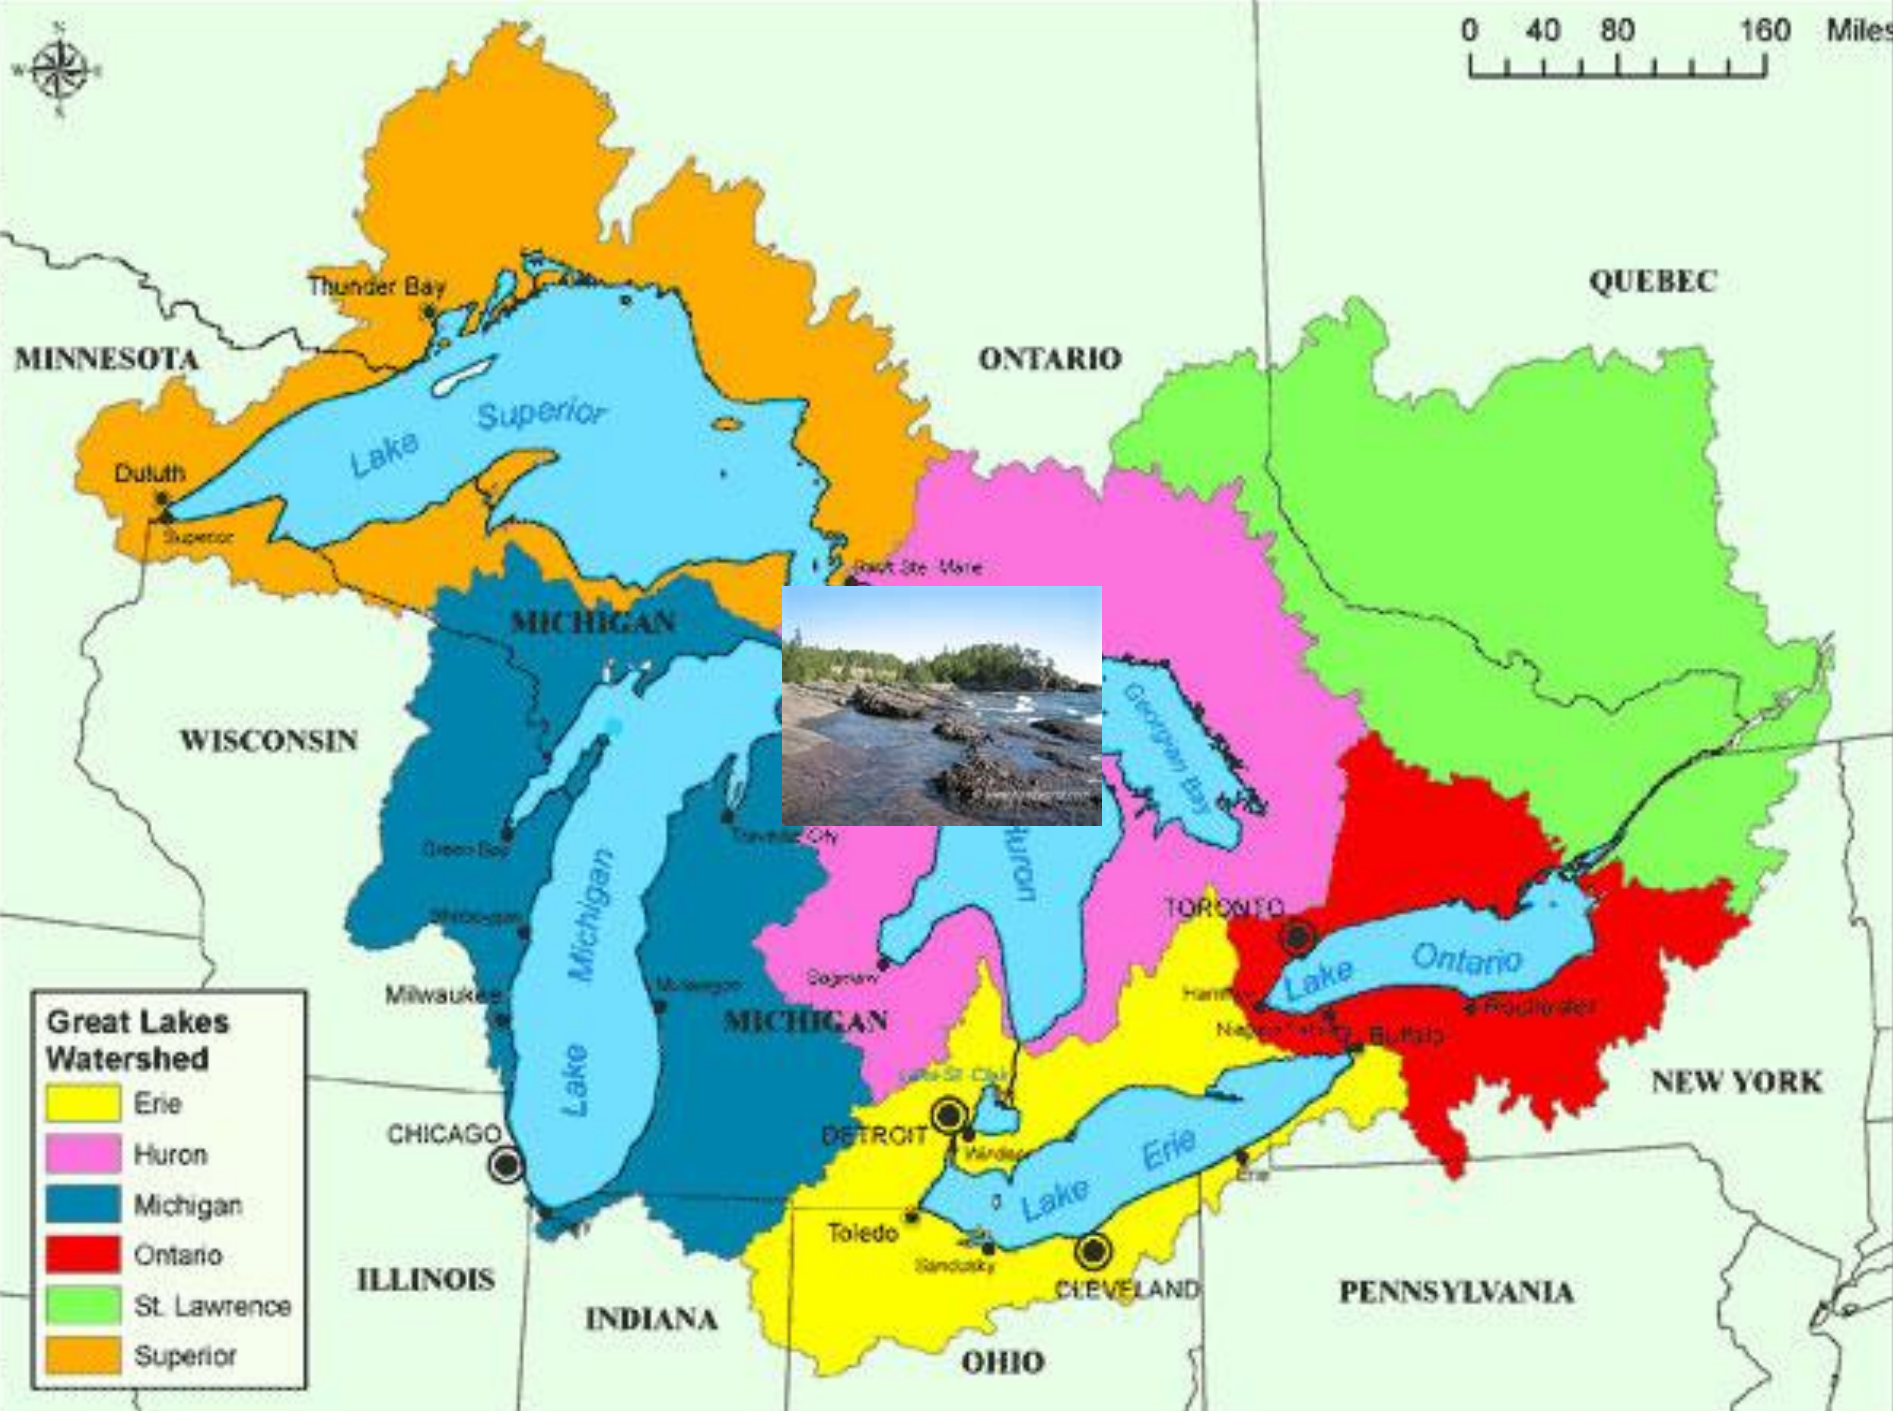 N
W E
S
0 40 80 160 Miles
QUEBEC
Thunder Bay
MINNESOTA
ONTARIO
Lake Superior
Duluth
Superior
Sault Ste. Marie
MICHIGAN
Georgian Bay
WISCONSIN
Traverse City
Green Bay
Huron
TORONTO
Sheboygan
Lake Michigan
Lake Ontario
Saginaw
Milwaukee
Muskegon
MICHIGAN
Rochester
Buffalo
Lake St. Clair
NEW YORK
CHICAGO
DETROIT
Windsor
Lake Erie
Erie
Toledo
Sandusky
CLEVELAND
ILLINOIS
INDIANA
OHIO
PENNSYLVANIA
Great Lakes
Watershed
Erie
Huron
Michigan
Ontario
St. Lawrence
Superior